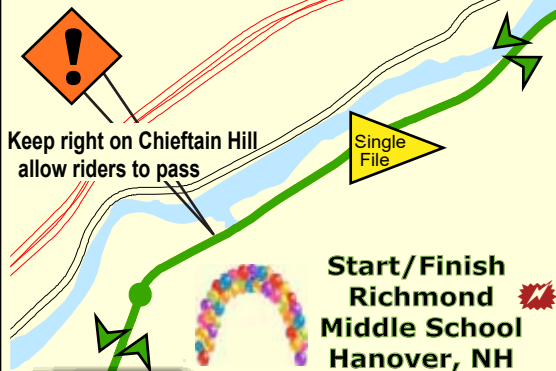 !
Keep right on Chieftain Hill
allow riders to pass
Single
File
Start/Finish
Richmond
Middle School
Hanover, NH